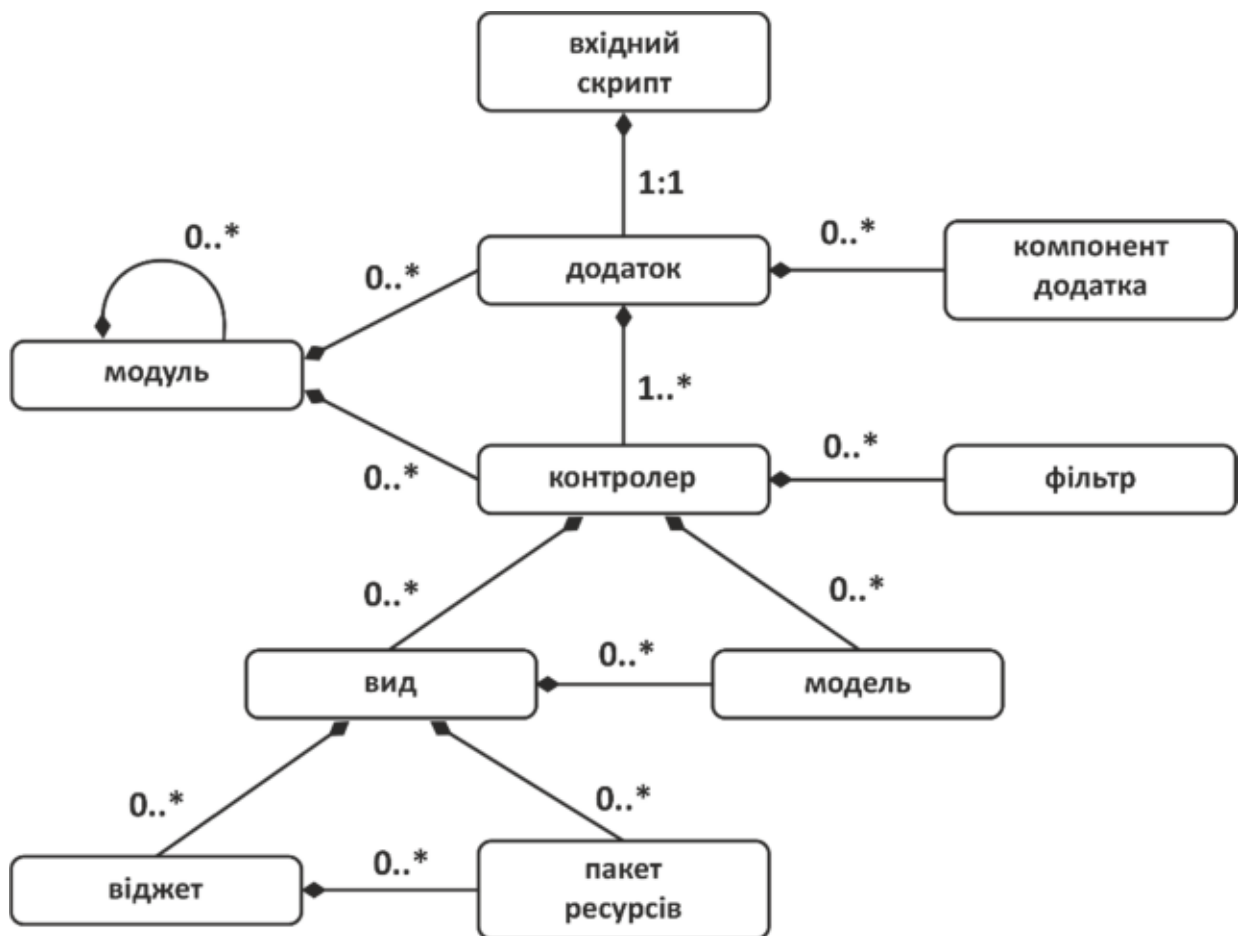 вхідний
скрипт
1:1
0..*
0..*
0..*
додаток
компонент
додатка
модуль
1..*
0..*
0..*
контролер
фільтр
0..*
0..*
0..*
вид
модель
0..*
0..*
0..*
віджет
пакет
ресурсів